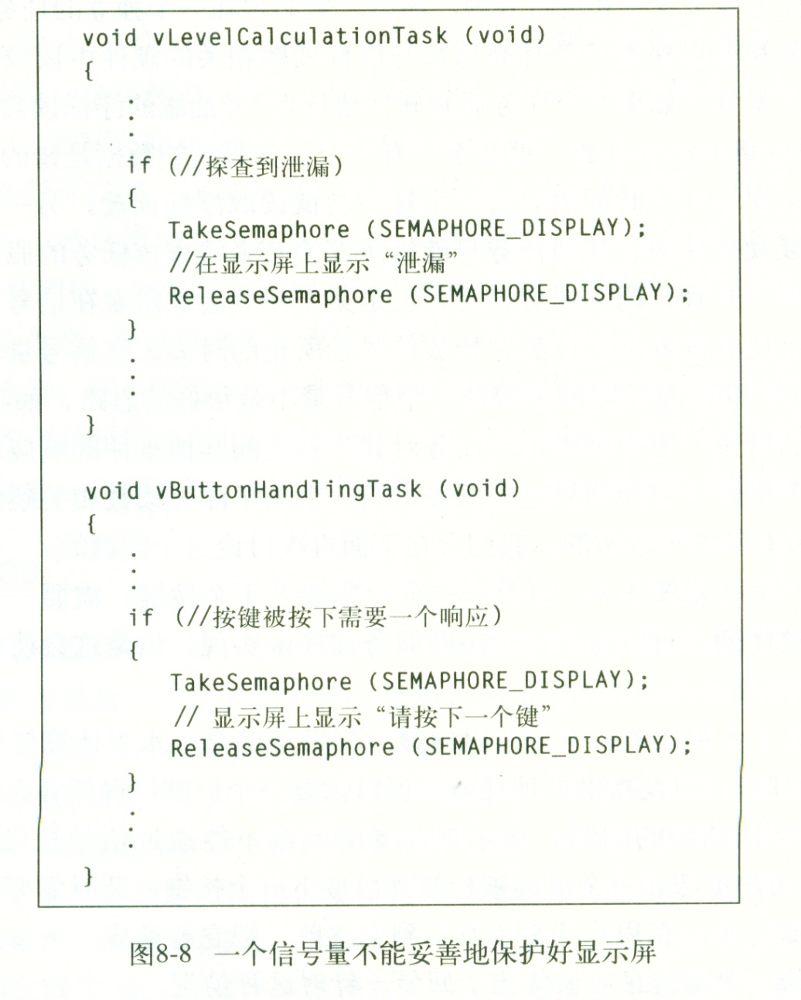 void vLevelCalculationTask (void)
{
.
.
.
if (//探查到泄漏)
{
TakeSemaphore (SEMAPHORE_DISPLAY);
//在显示屏上显示“泄漏”
ReleaseSemaphore (SEMAPHORE_DISPLAY);
}
.
.
.
}
void vButtonHandlingTask (void)
{
.
.
.
if (//按键被按下需要一个响应)
{
TakeSemaphore (SEMAPHORE_DISPLAY);
// 显示屏上显示“请按下一个键”
ReleaseSemaphore (SEMAPHORE_DISPLAY);
}
.
.
.
}
图8-8 一个信号量不能妥善地保护好显示屏